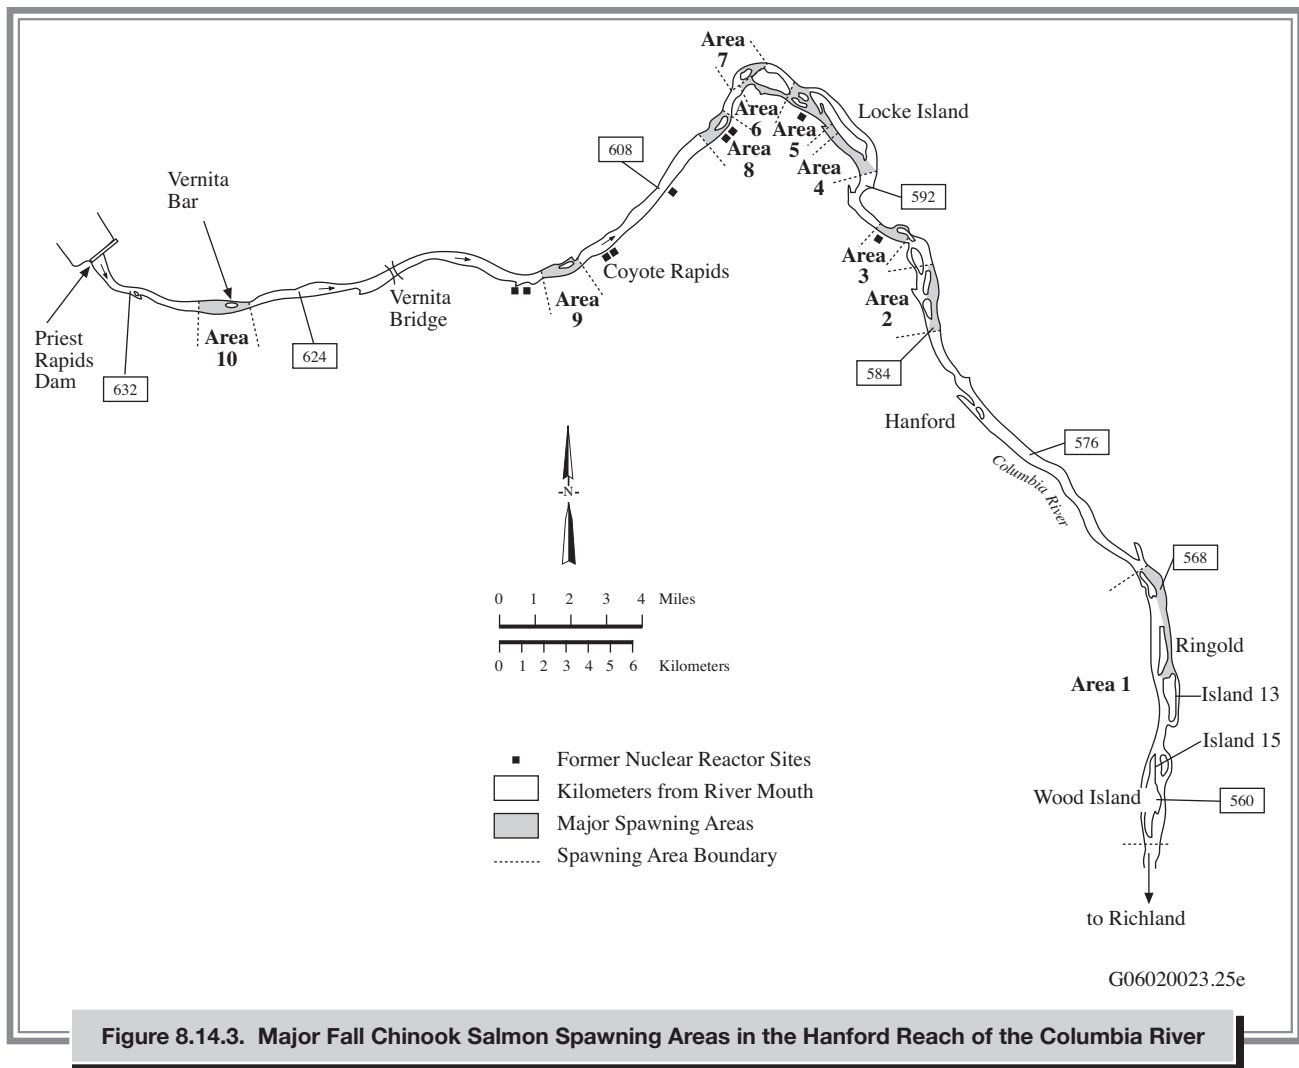 Area
7
Locke Island
Area
6
Area
5
Area
8
Area
4
608
592
Vernita
Bar
Area
3
Coyote Rapids
Vernita
Bridge
Area
9
Area
2
Priest
Rapids
Dam
Area
10
632
624
584
Hanford
576
Columbia River
-N-
568
0 1 2 3 4 Miles
0 1 2 3 4 5 6 Kilometers
Ringold
Area 1
Island 13
Island 15
Wood Island
560
Former Nuclear Reactor Sites
Kilometers from River Mouth
Major Spawning Areas
Spawning Area Boundary
to Richland
G06020023.25e
Figure 8.14.3. Major Fall Chinook Salmon Spawning Areas in the Hanford Reach of the Columbia River